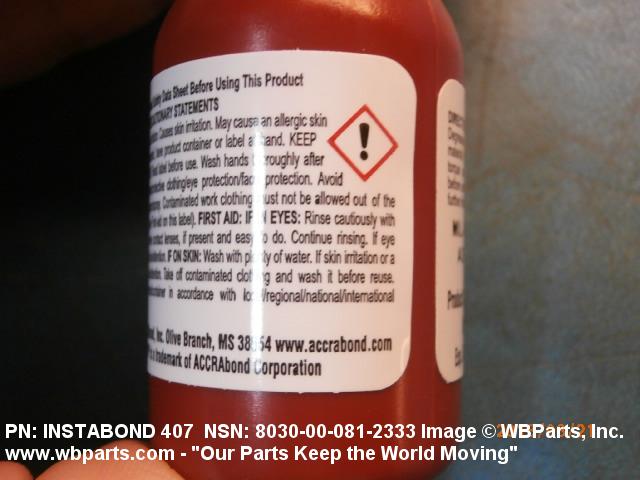 Data Sheet Before Using This Product
STATEMENTS
Causes skin irritation. May cause an allergic skin
product container or label at hand. KEEP
label before use. Wash hands thoroughly after
clothing/eye protection/face protection. Avoid
Contaminated work clothing must not be allowed out of the
on this label). FIRST AID: IF IN EYES: Rinse cautiously with
contact lenses, if present and easy to do. Continue rinsing. If eye
IF ON SKIN: Wash with plenty of water. If skin irritation or a
Take off contaminated clothing and wash it before reuse.
in accordance with local/regional/national/international
Inc. Olive Branch, MS 38654 www.accrabond.com
trademark of ACCRAbond Corporation
PN: INSTABOND 407 NSN: 8030-00-081-2333 Image © WBParts, Inc.
www.wbparts.com - "Our Parts Keep the World Moving"